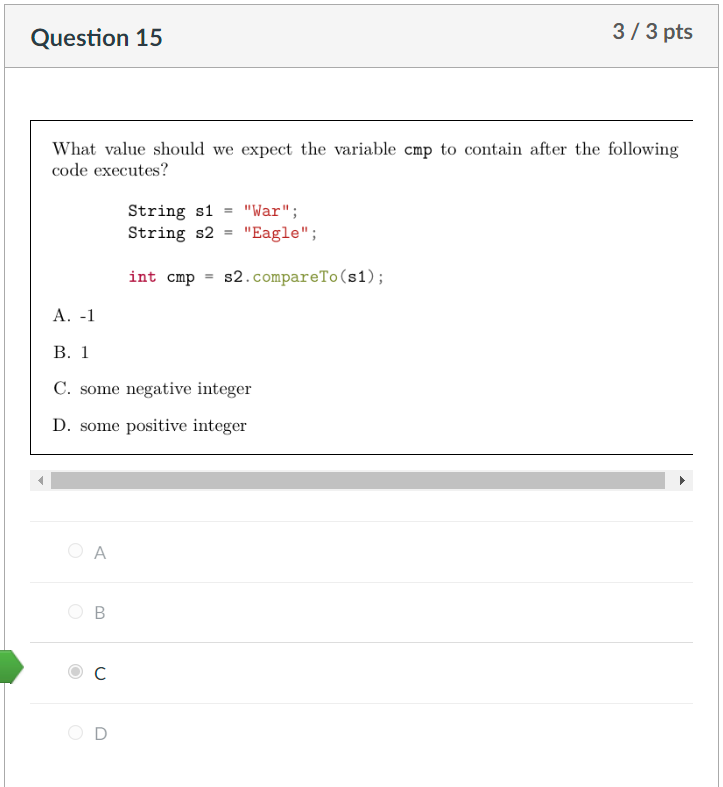 Question 15
3 / 3 pts
What value should we expect the variable cmp to contain after the following
code executes?
String s1 = "War";
String s2 = "Eagle";
int cmp = s2.compareTo(s1);
A. -1
B. 1
C. some negative integer
D. some positive integer
A
B
C
D